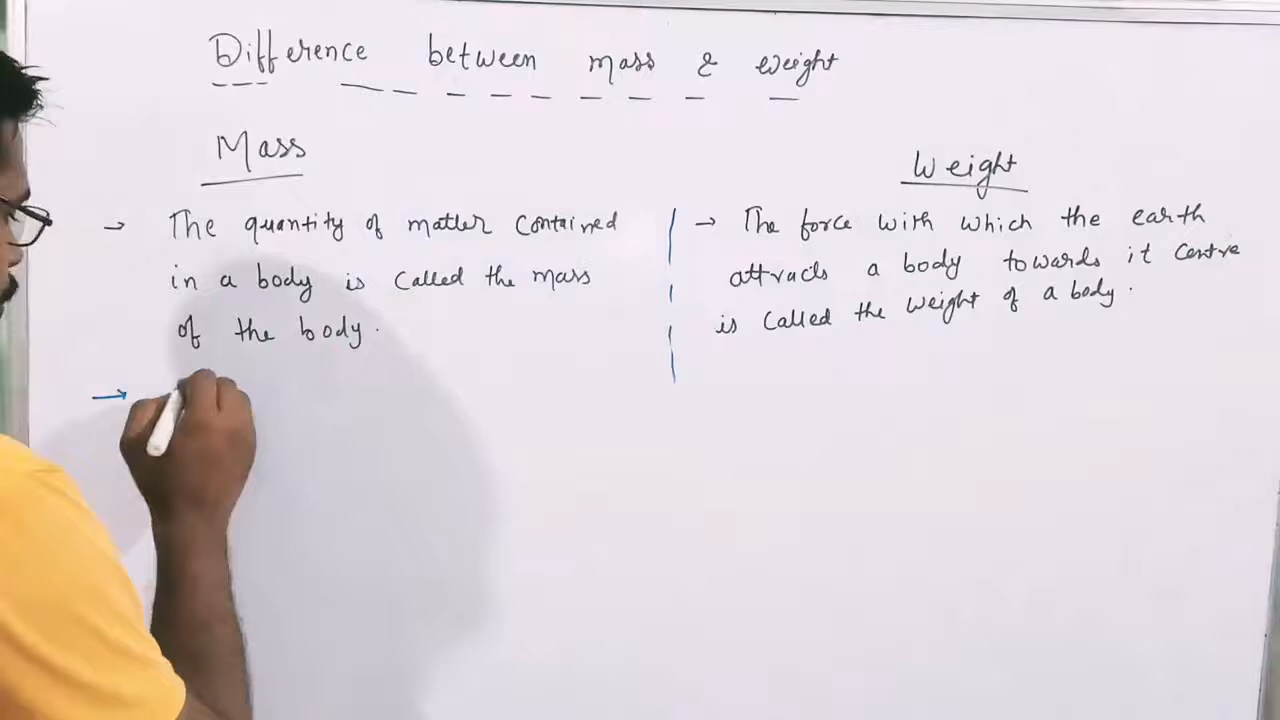 Difference between mass & weight
Mass
→ The quantity of matter contained
in a body is called the mass
of the body.
→
Weight
→ The force with which the earth
attracts a body towards it centre
is called the weight of a body.